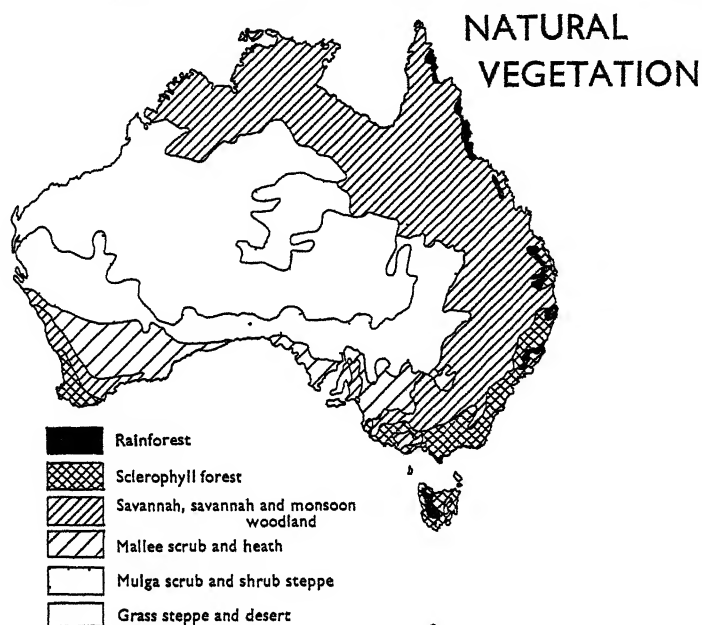 NATURAL
VEGETATION
Rainforest
Sclerophyll forest
Savannah, savannah and monsoon
woodland
Mallee scrub and heath
Mulga scrub and shrub steppe
Grass steppe and desert